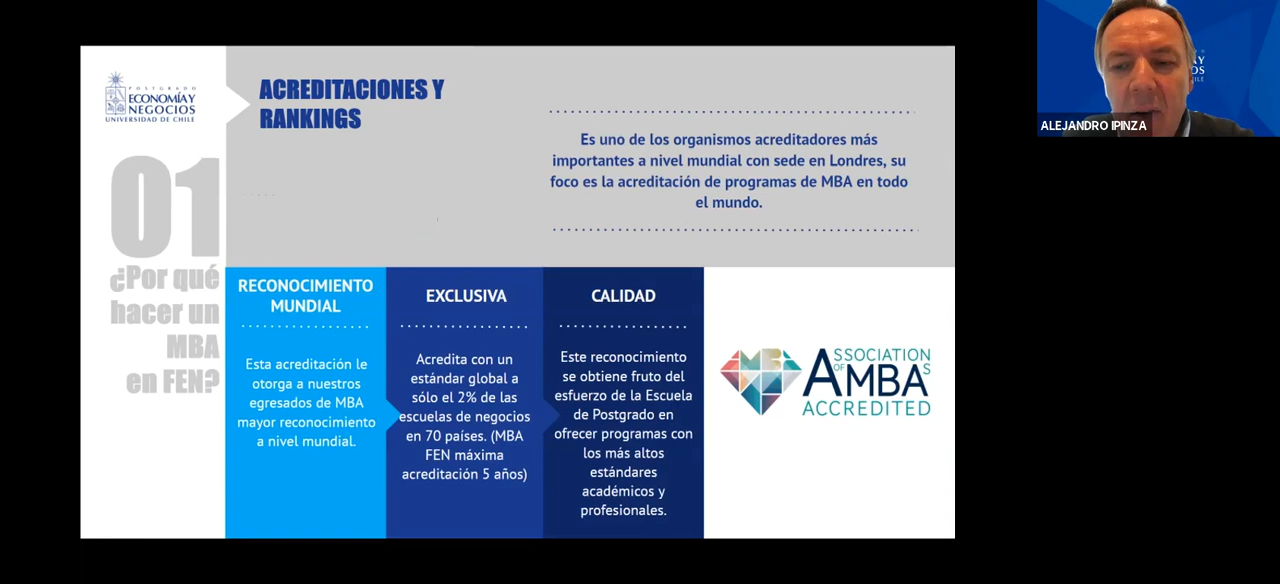 POSTGRADO
ECONOMÍA Y
NEGOCIOS
UNIVERSIDAD DE CHILE
01
¿Por qué
hacer un
MBA
en FEN?
ACREDITACIONES Y
RANKINGS
Es uno de los organismos acreditadores más
importantes a nivel mundial con sede en Londres, su
foco es la acreditación de programas de MBA en todo
el mundo.
RECONOCIMIENTO
MUNDIAL
Esta acreditación le
otorga a nuestros
egresados de MBA
mayor reconocimiento
a nivel mundial.
EXCLUSIVA
Acredita con un
estándar global a
sólo el 2% de las
escuelas de negocios
en 70 países. (MBA
FEN máxima
acreditación 5 años)
CALIDAD
Este reconocimiento
se obtiene fruto del
esfuerzo de la Escuela
de Postgrado en
ofrecer programas con
los más altos
estándares
académicos y
profesionales.
MBA
ASSOCIATION
OF
AMBAS
ACCREDITED
ALEJANDRO IPINZA